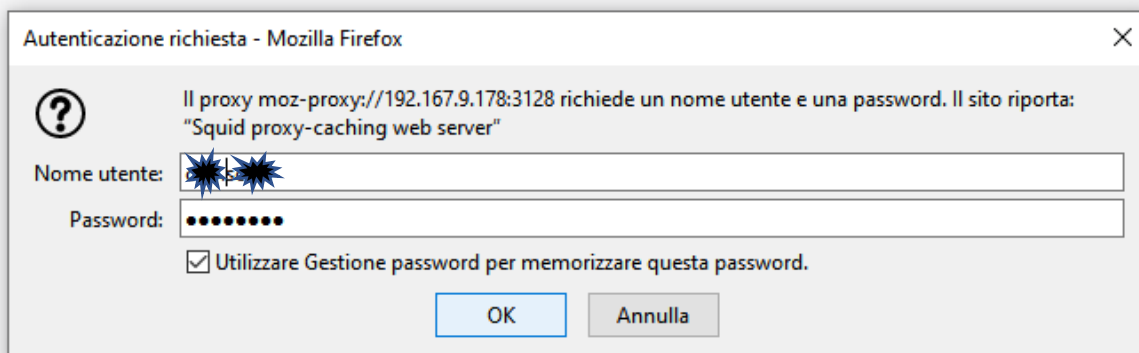 Autenticazione richiesta - Mozilla Firefox
Il proxy moz-proxy://192.167.9.178:3128 richiede un nome utente e una password. Il sito riporta:
“Squid proxy-caching web server”
Nome utente:
Password: ●●●●●●●●
Utilizzare Gestione password per memorizzare questa password.
OK
Annulla